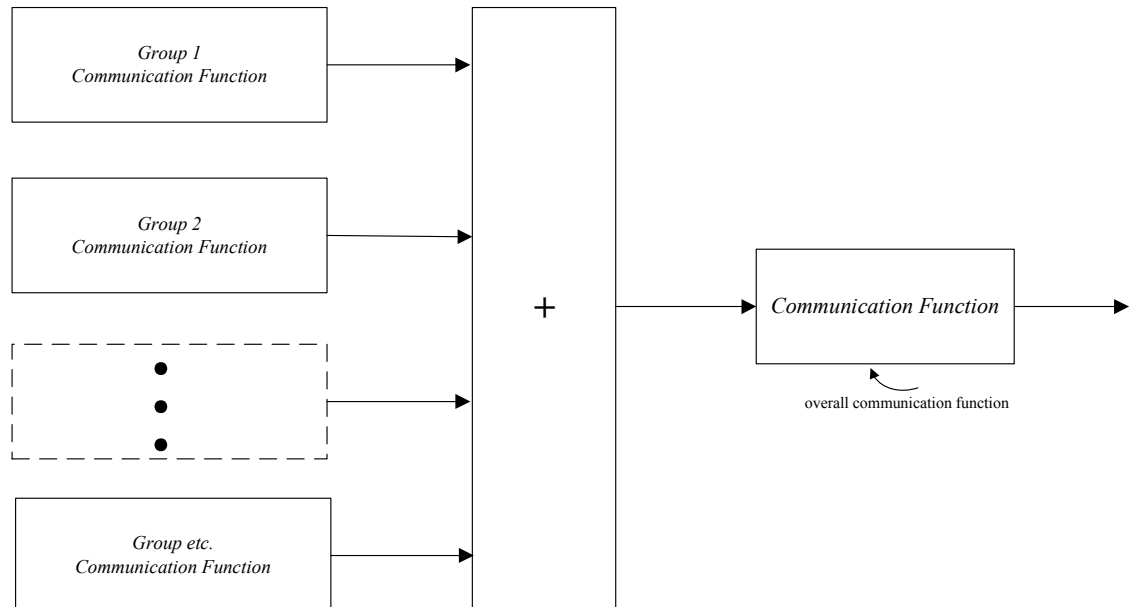 Group 1
Communication Function
Group 2
Communication Function
Group etc.
Communication Function
+
Communication Function
overall communication function